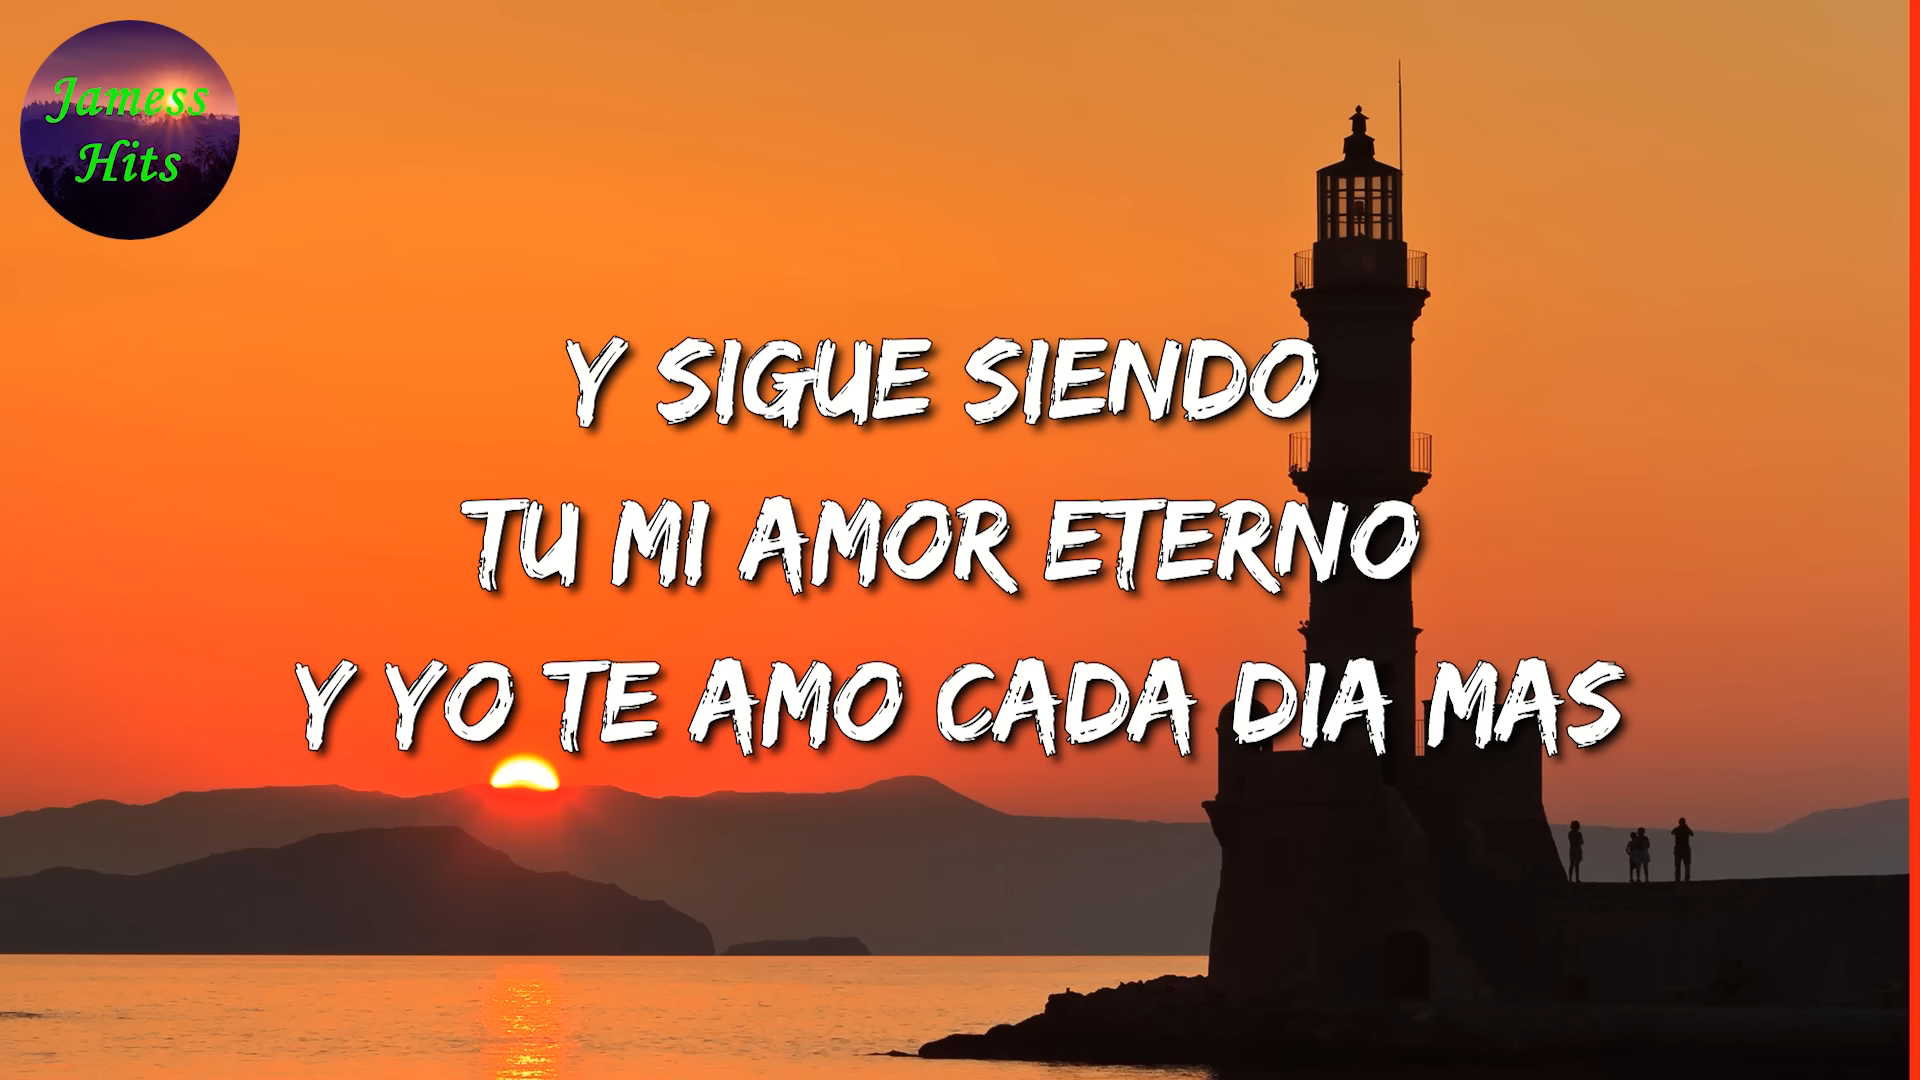 Jamess
Hits
Y SIGUE SIENDO
TU MI AMOR ETERNO
Y YO TE AMO CADA DIA MAS